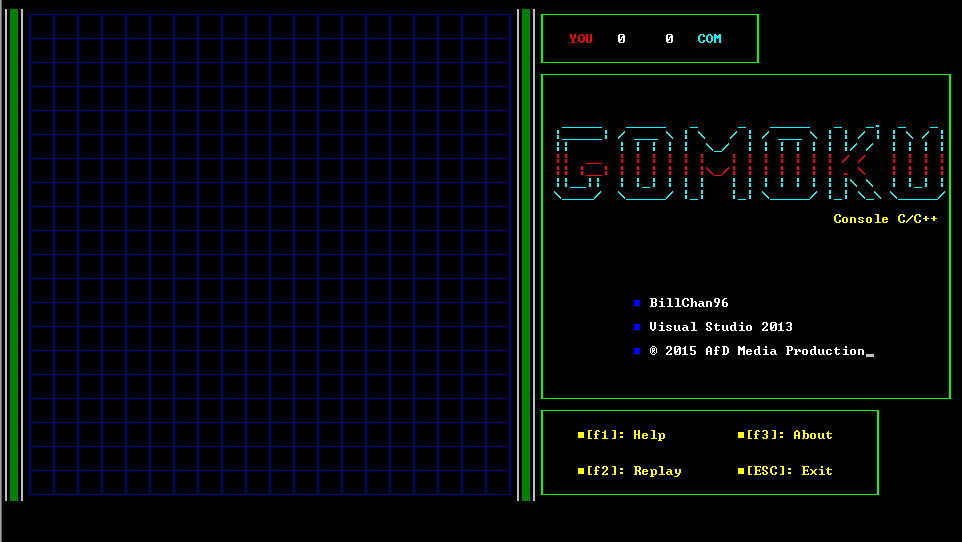 YOU 0 0 COM
GOMOKU
Console C/C++
BillChan96
Visual Studio 2013
® 2015 AfD Media Production_
[f1]: Help [f3]: About
[f2]: Replay [ESC]: Exit